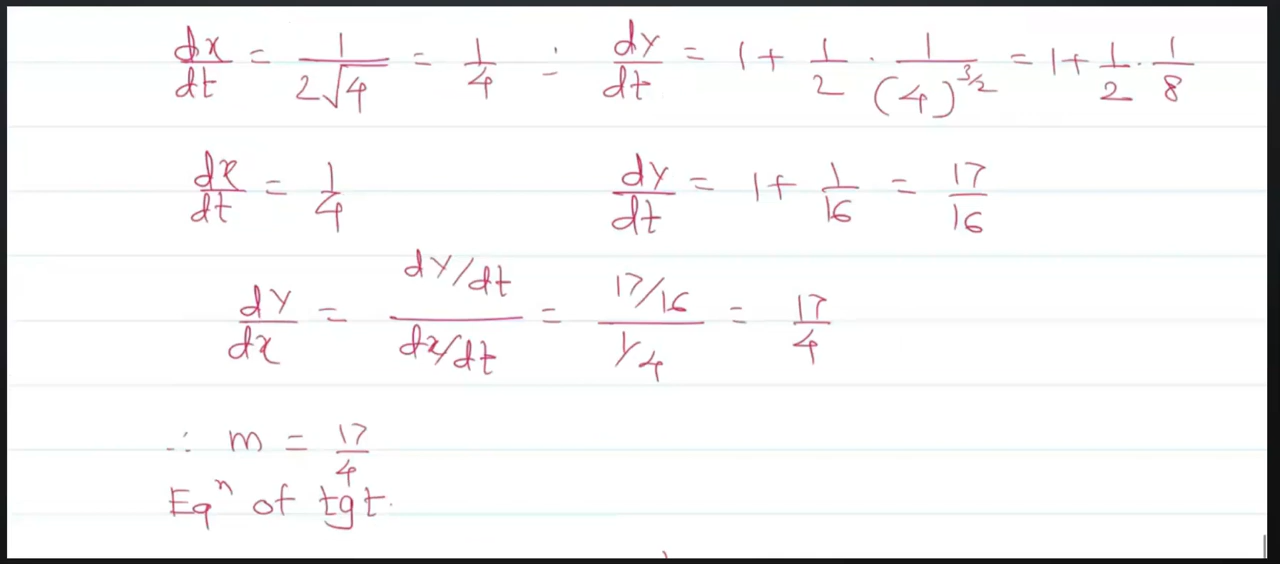 dx/dt = 1/(2√4) = 1/4 ∴ dy/dt = 1 + 1/2 · 1/(4)^3/2 = 1 + 1/2 · 1/8
dx/dt = 1/4 dy/dt = 1 + 1/16 = 17/16
dy/dx = (dy/dt)/(dx/dt) = (17/16)/(1/4) = 17/4
∴ m = 17/4
Eqⁿ of tgt.